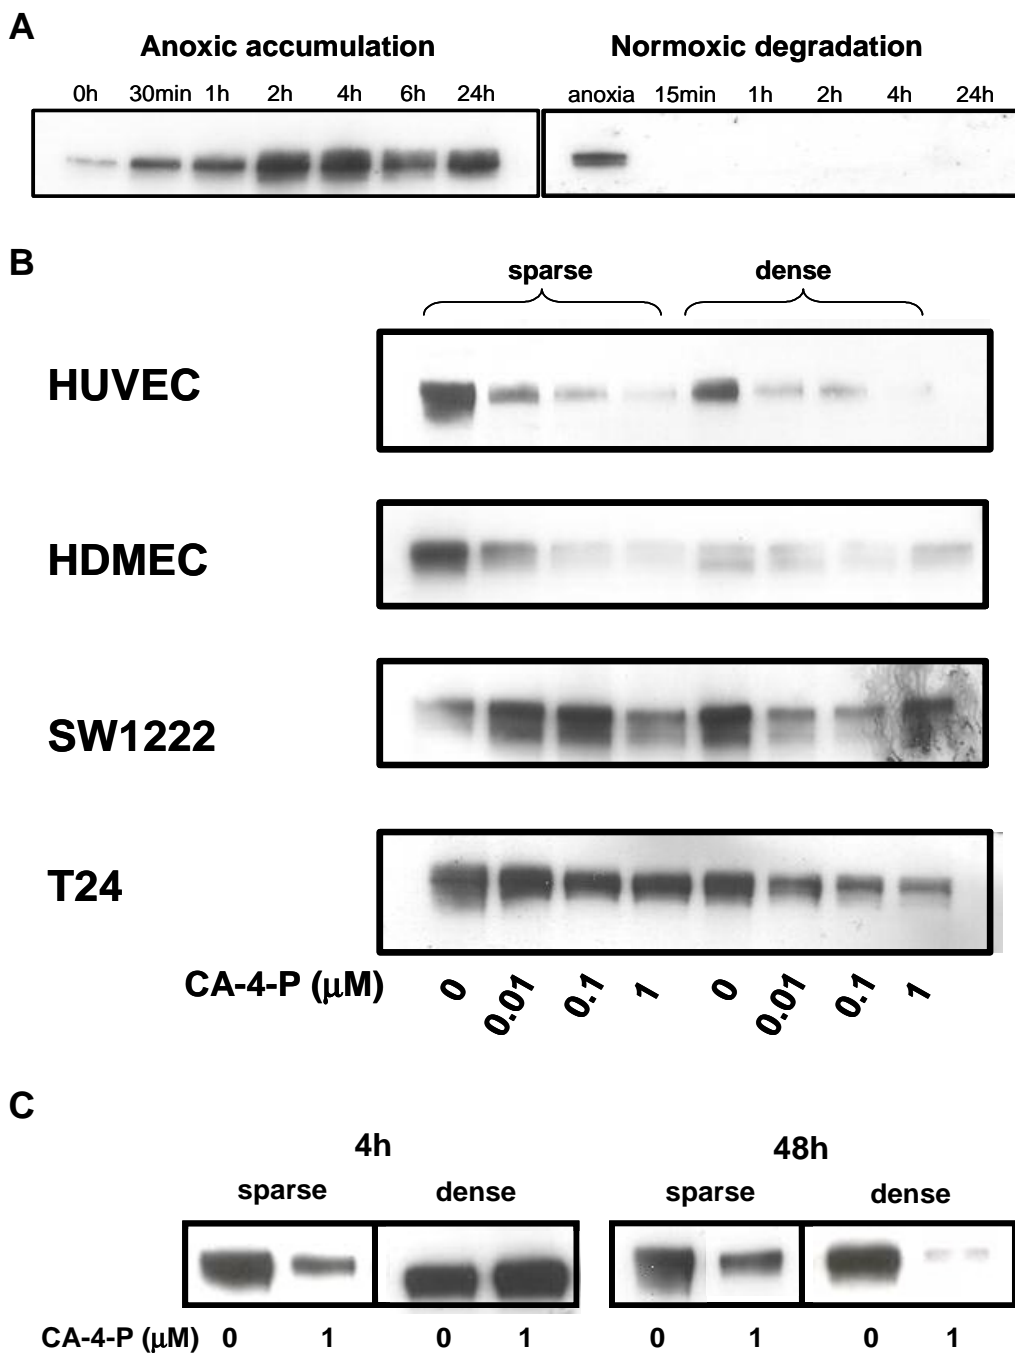 A
Anoxic accumulation
Normoxic degradation
0h 30min 1h 2h 4h 6h 24h
anoxia 15min 1h 2h 4h 24h
B
sparse dense
HUVEC
HDMEC
SW1222
T24
CA-4-P (μM) 0 0.01 0.1 1 0 0.01 0.1 1
C
4h 48h
sparse dense sparse dense
CA-4-P (μM) 0 1 0 1 0 1 0 1